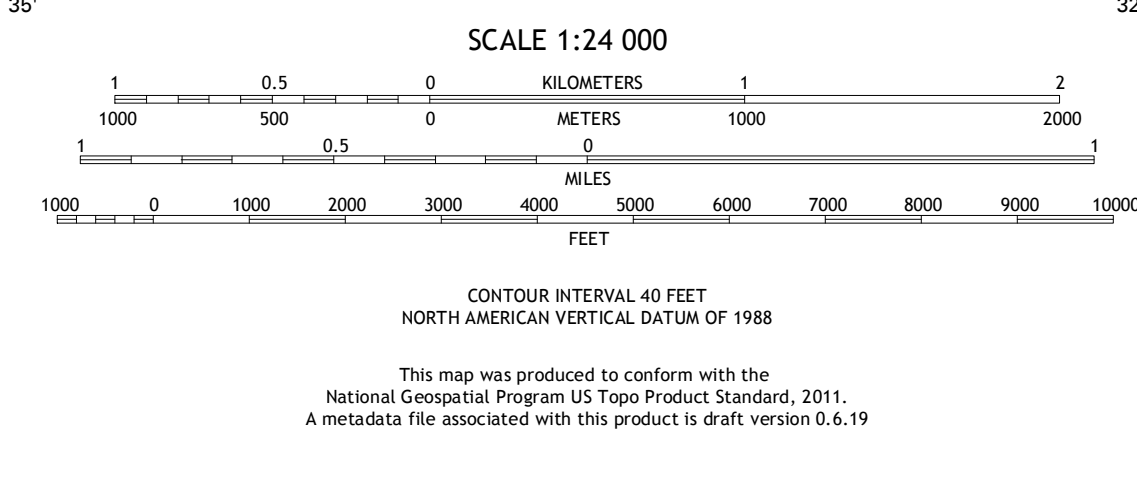 35' 32
SCALE 1:24 000
1 0.5 0 KILOMETERS 1 2
1000 500 0 METERS 1000 2000
1 0.5 0 1
MILES
1000 0 1000 2000 3000 4000 5000 6000 7000 8000 9000 10000
FEET
CONTOUR INTERVAL 40 FEET
NORTH AMERICAN VERTICAL DATUM OF 1988
This map was produced to conform with the
National Geospatial Program US Topo Product Standard, 2011.
A metadata file associated with this product is draft version 0.6.19